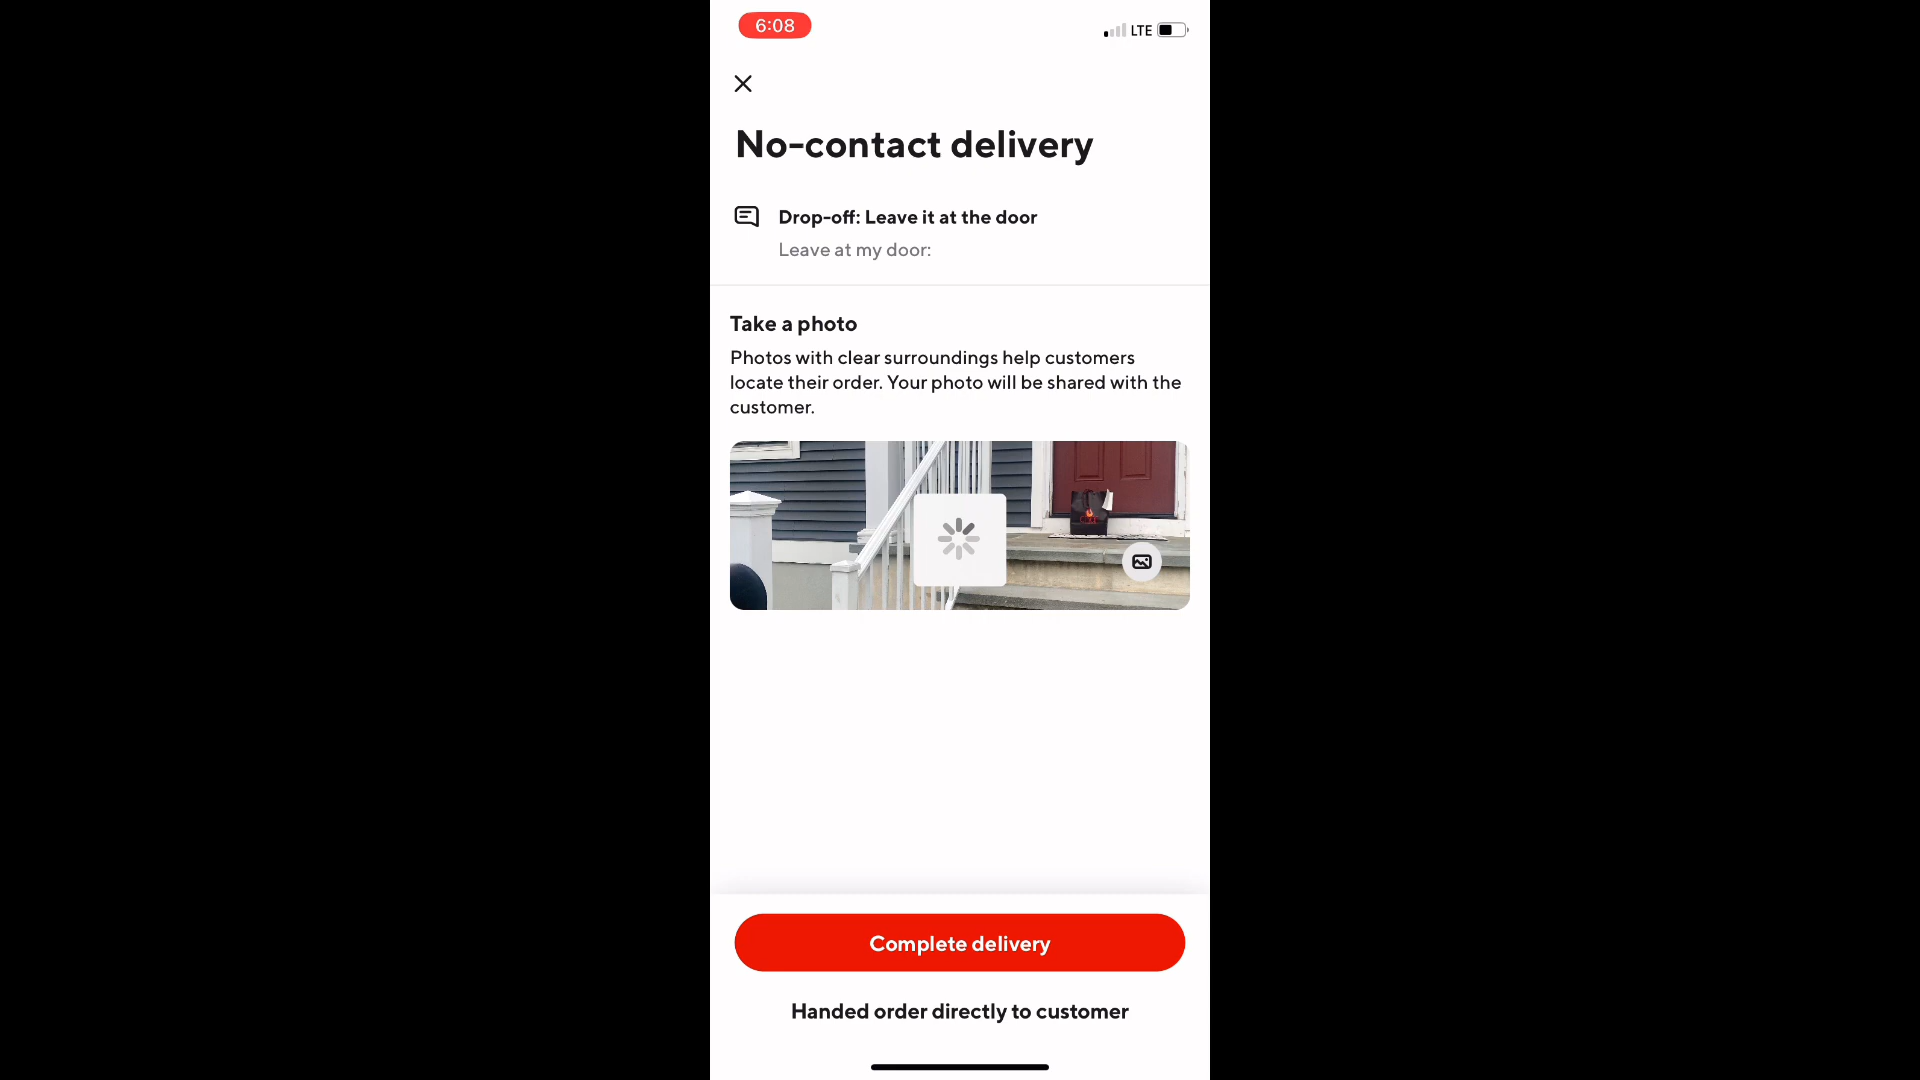 6:08
LTE
No-contact delivery
Drop-off: Leave it at the door
Leave at my door:
Take a photo
Photos with clear surroundings help customers
locate their order. Your photo will be shared with the
customer.
Complete delivery
Handed order directly to customer